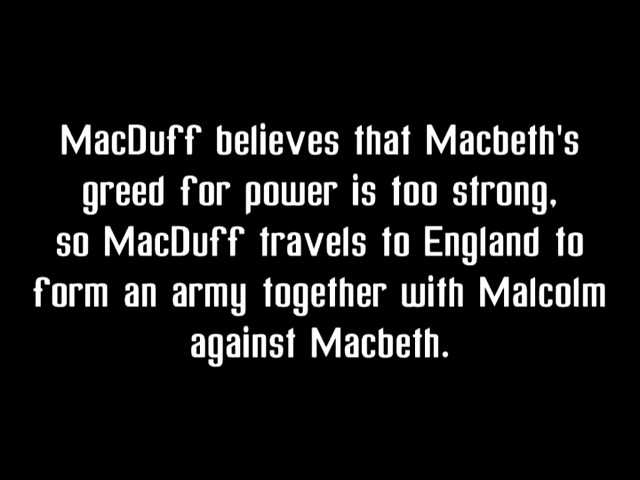 MacDuff believes that Macbeth's
greed for power is too strong,
so MacDuff travels to England to
form an army together with Malcolm
against Macbeth.